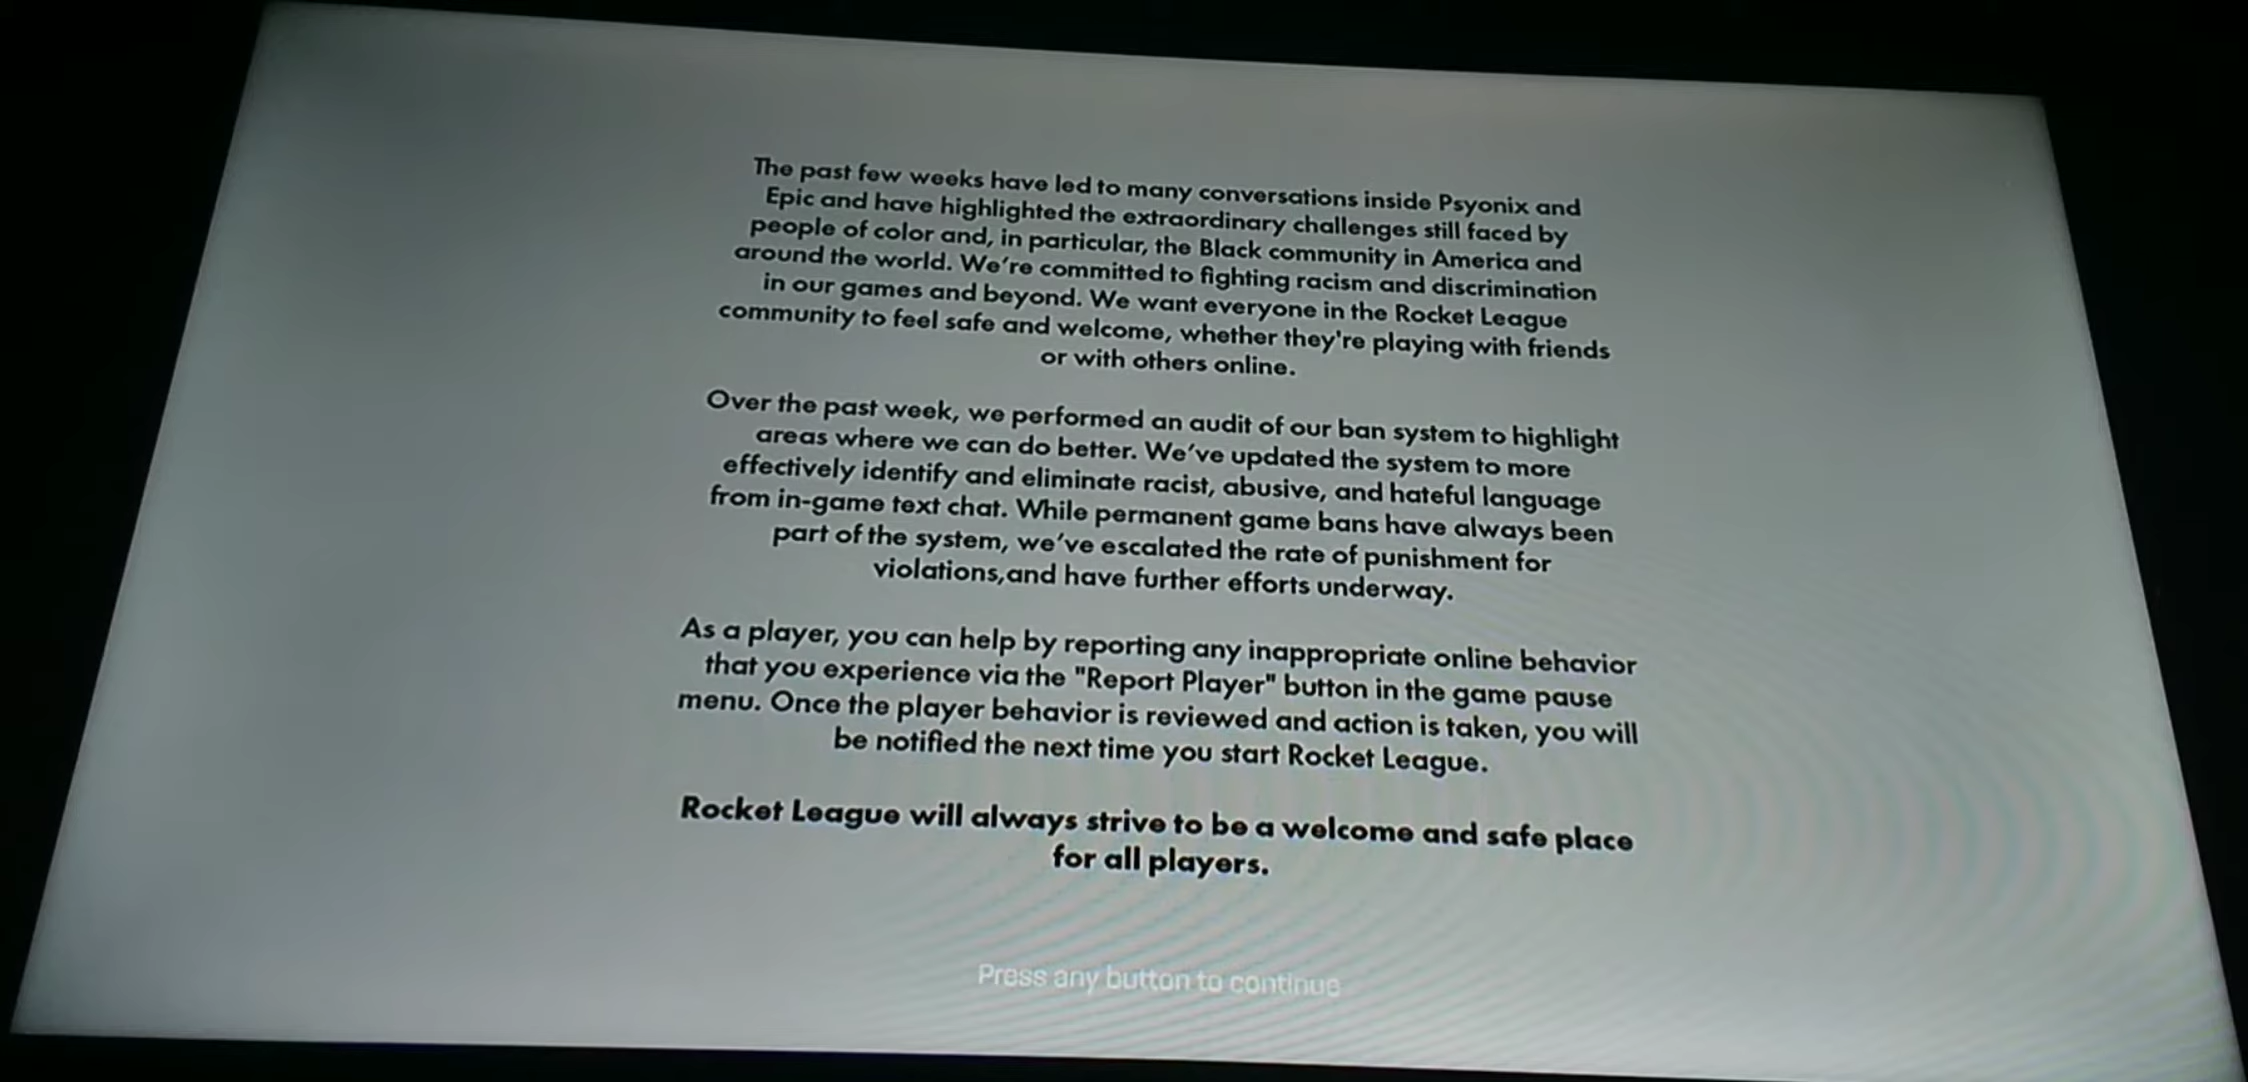 The past few weeks have led to many conversations inside Psyonix and
Epic and have highlighted the extraordinary challenges still faced by
people of color and, in particular, the Black community in America and
around the world. We’re committed to fighting racism and discrimination
in our games and beyond. We want everyone in the Rocket League
community to feel safe and welcome, whether they're playing with friends
or with others online.
Over the past week, we performed an audit of our ban system to highlight
areas where we can do better. We’ve updated the system to more
effectively identify and eliminate racist, abusive, and hateful language
from in-game text chat. While permanent game bans have always been
part of the system, we’ve escalated the rate of punishment for
violations,and have further efforts underway.
As a player, you can help by reporting any inappropriate online behavior
that you experience via the "Report Player" button in the game pause
menu. Once the player behavior is reviewed and action is taken, you will
be notified the next time you start Rocket League.
Rocket League will always strive to be a welcome and safe place
for all players.
Press any button to continue